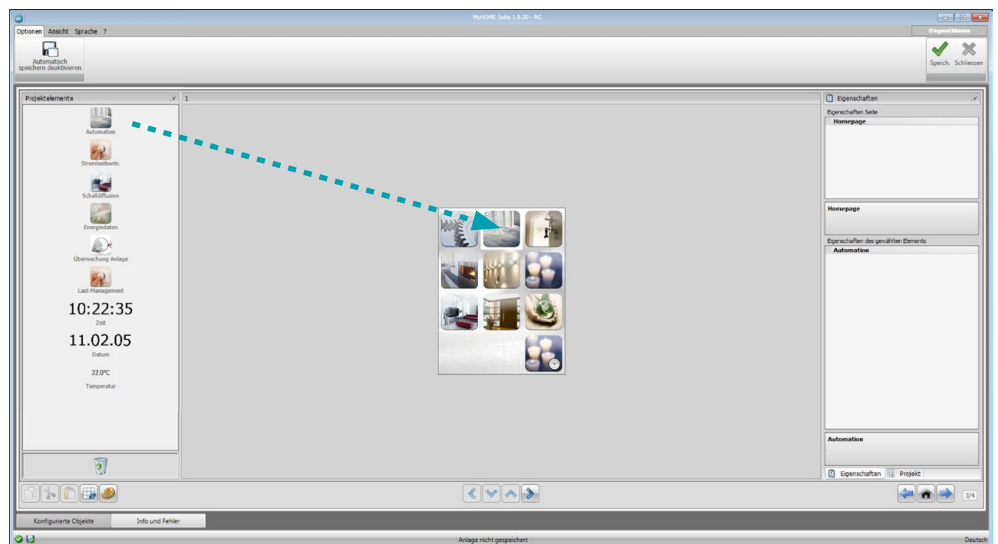 MyHOME Suite 1.0.30 - RC
Optionen Ansicht Sprache ?
Automatisch
speichern deaktivieren
Speich. Schliessen
Projektelemente
1
Eigenschaften
Automation
Stromlastkontr.
Schalldiffusion
Energiedaten
Überwachung Anlage
Last-Management
10:22:35
Zeit
11.02.05
Datum
22.0°C
Temperatur
Eigenschaften Seite
Homepage
Homepage
Eigenschaften des gewählten Elements
Automation
Automation
Eigenschaften Projekt
3/4
Konfigurierte Objekte Info und Fehler
Anlage nicht gespeichert
Deutsch